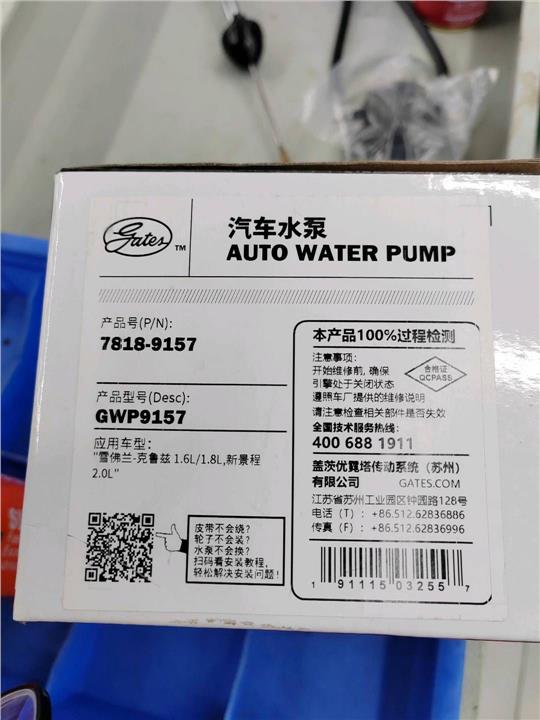 Gates™
汽车水泵
AUTO WATER PUMP
产品号(P/N):
7818-9157
产品型号(Desc):
GWP9157
应用车型:
"雪佛兰-克鲁兹 1.6L/1.8L,新景程
2.0L"
皮带不会绕?
轮子不会装?
水泵不会换?
扫码看安装教程,
轻松解决安装问题!
本产品100%过程检测
注意事项:
开始维修前, 确保
引擎处于关闭状态
遵照车厂提供的维修说明
请注意检查相关部件是否失效
合格证
QCPASS
全国技术服务热线:
400 688 1911
盖茨优霓塔传动系统（苏州）
有限公司 GATES.COM
江苏省苏州工业园区钟园路128号
电话（T）：+86.512.62836886
传真（F）：+86.512.62836996
1 91115 03255 7